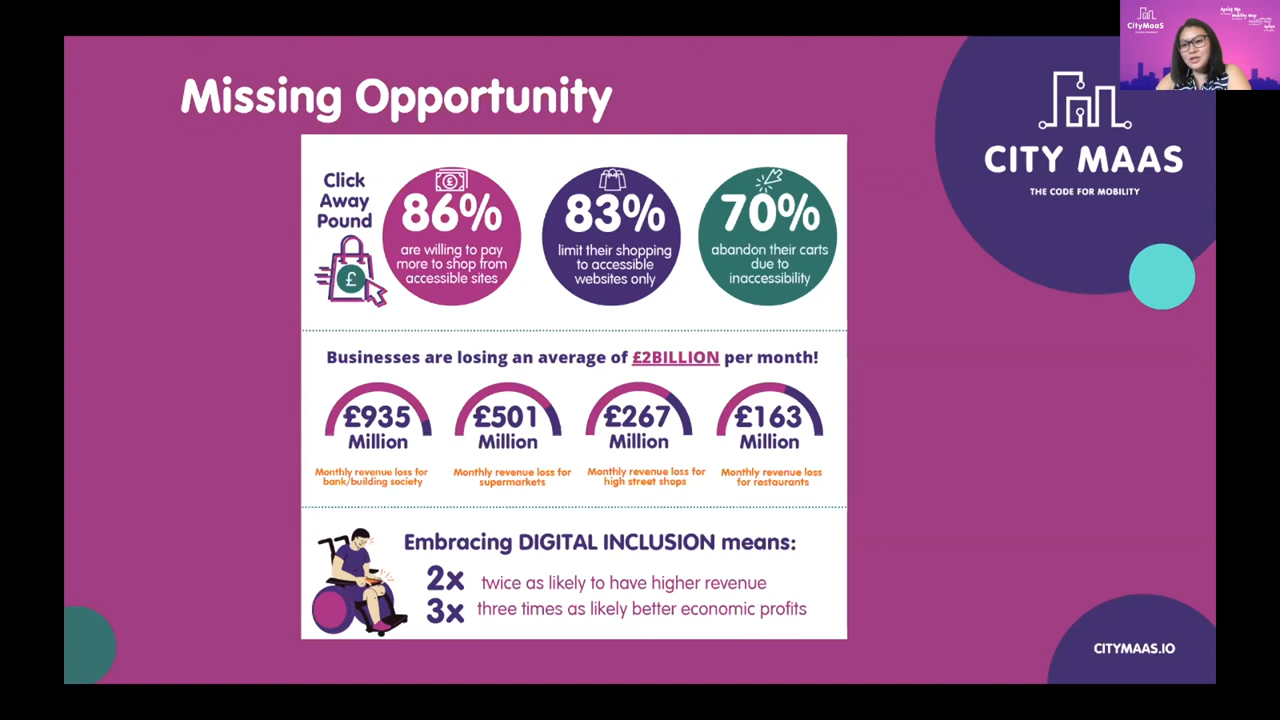 Missing Opportunity
CityMaaS
CITY MAAS
THE CODE FOR MOBILITY
Click
Away
Pound
£
£
86%
are willing to pay
more to shop from
accessible sites
83%
limit their shopping
to accessible
websites only
70%
abandon their carts
due to
inaccessibility
Businesses are losing an average of £2BILLION per month!
£935
Million
Monthly revenue loss for
bank/building society
£501
Million
Monthly revenue loss for
supermarkets
£267
Million
Monthly revenue loss for
high street shops
£163
Million
Monthly revenue loss
for restaurants
Embracing DIGITAL INCLUSION means:
2x twice as likely to have higher revenue
3x three times as likely better economic profits
CITYMAAS.IO